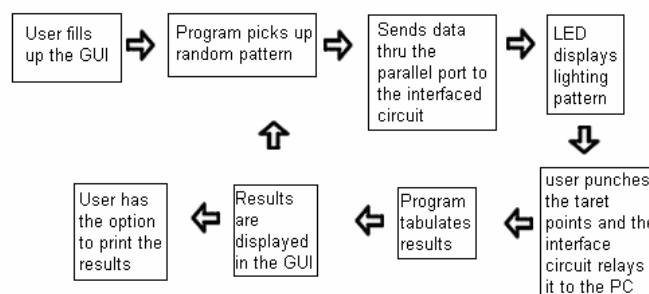 User fills
up the GUI
Program picks up
random pattern
Sends data
thru the
parallel port to
the interfaced
circuit
LED
displays
lighting
pattern
user punches
the taret
points and the
interface
circuit relays
it to the PC
Program
tabulates
results
Results
are
displayed
in the GUI
User has
the option
to print the
results